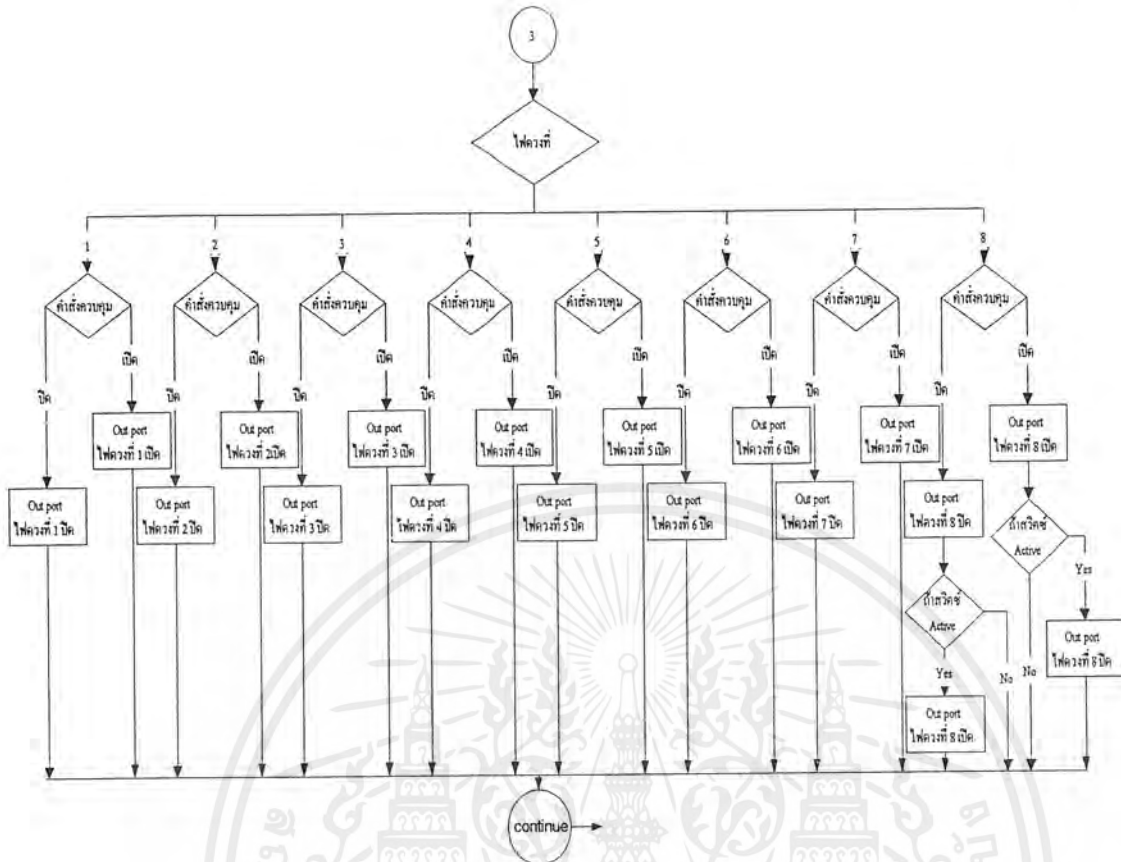 3
ไฟดวงที่
1
2
3
4
5
6
7
8
คำสั่งควบคุม
คำสั่งควบคุม
คำสั่งควบคุม
คำสั่งควบคุม
คำสั่งควบคุม
คำสั่งควบคุม
คำสั่งควบคุม
คำสั่งควบคุม
ปิด
เปิด
ปิด
เปิด
ปิด
เปิด
ปิด
เปิด
ปิด
เปิด
ปิด
เปิด
ปิด
เปิด
ปิด
เปิด
Out port
ไฟดวงที่ 1 เปิด
Out port
ไฟดวงที่ 2เปิด
Out port
ไฟดวงที่ 3 เปิด
Out port
ไฟดวงที่ 4 เปิด
Out port
ไฟดวงที่ 5 เปิด
Out port
ไฟดวงที่ 6 เปิด
Out port
ไฟดวงที่ 7 เปิด
Out port
ไฟดวงที่ 8 เปิด
Out port
ไฟดวงที่ 1 ปิด
Out port
ไฟดวงที่ 2 ปิด
Out port
ไฟดวงที่ 3 ปิด
Out port
ไฟดวงที่ 4 ปิด
Out port
ไฟดวงที่ 5 ปิด
Out port
ไฟดวงที่ 6 ปิด
Out port
ไฟดวงที่ 7 ปิด
Out port
ไฟดวงที่ 8 ปิด
ถ้าสวิตช์
Active
Yes
ถ้าสวิตช์
Active
Out port
ไฟดวงที่ 8 ปิด
Yes
No
No
Out port
ไฟดวงที่ 8 เปิด
continue